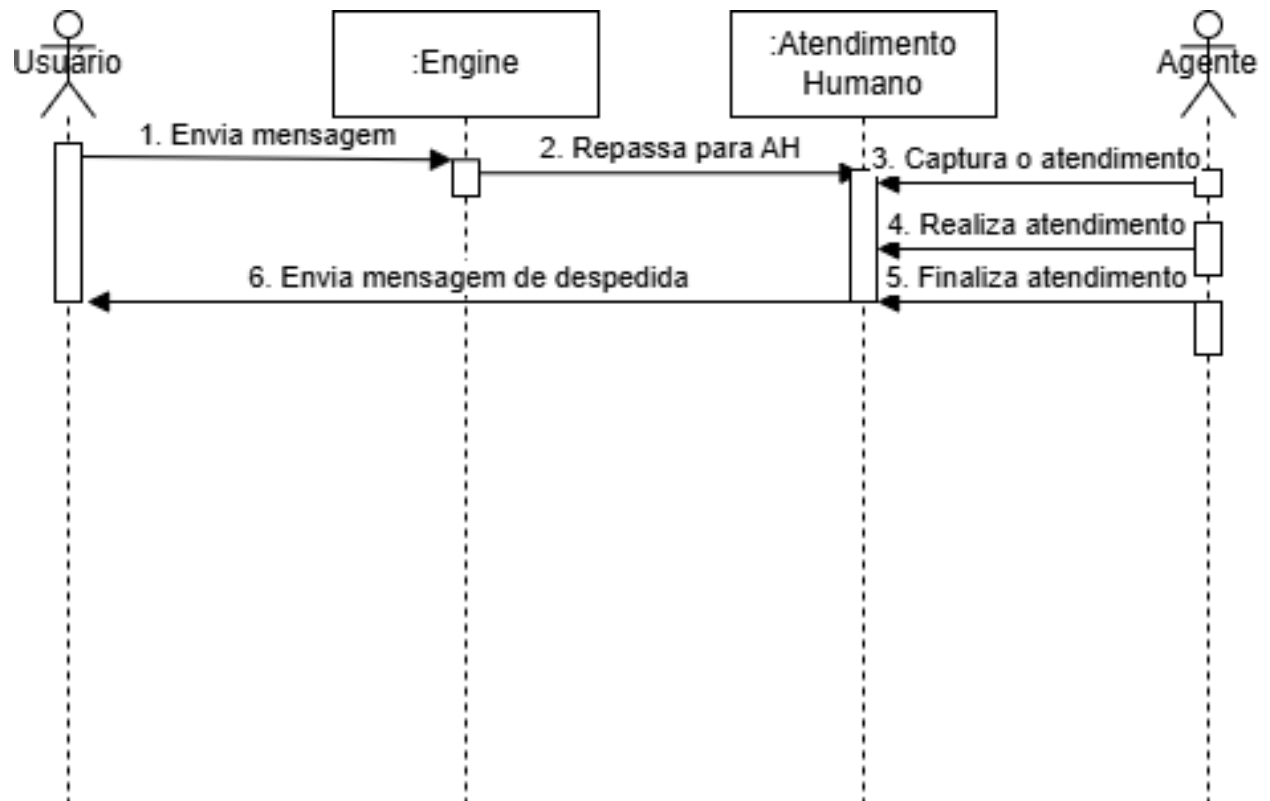 Usuário
:Engine
:Atendimento
Humano
Agente
1. Envia mensagem
2. Repassa para AH
3. Captura o atendimento
4. Realiza atendimento
5. Finaliza atendimento
6. Envia mensagem de despedida